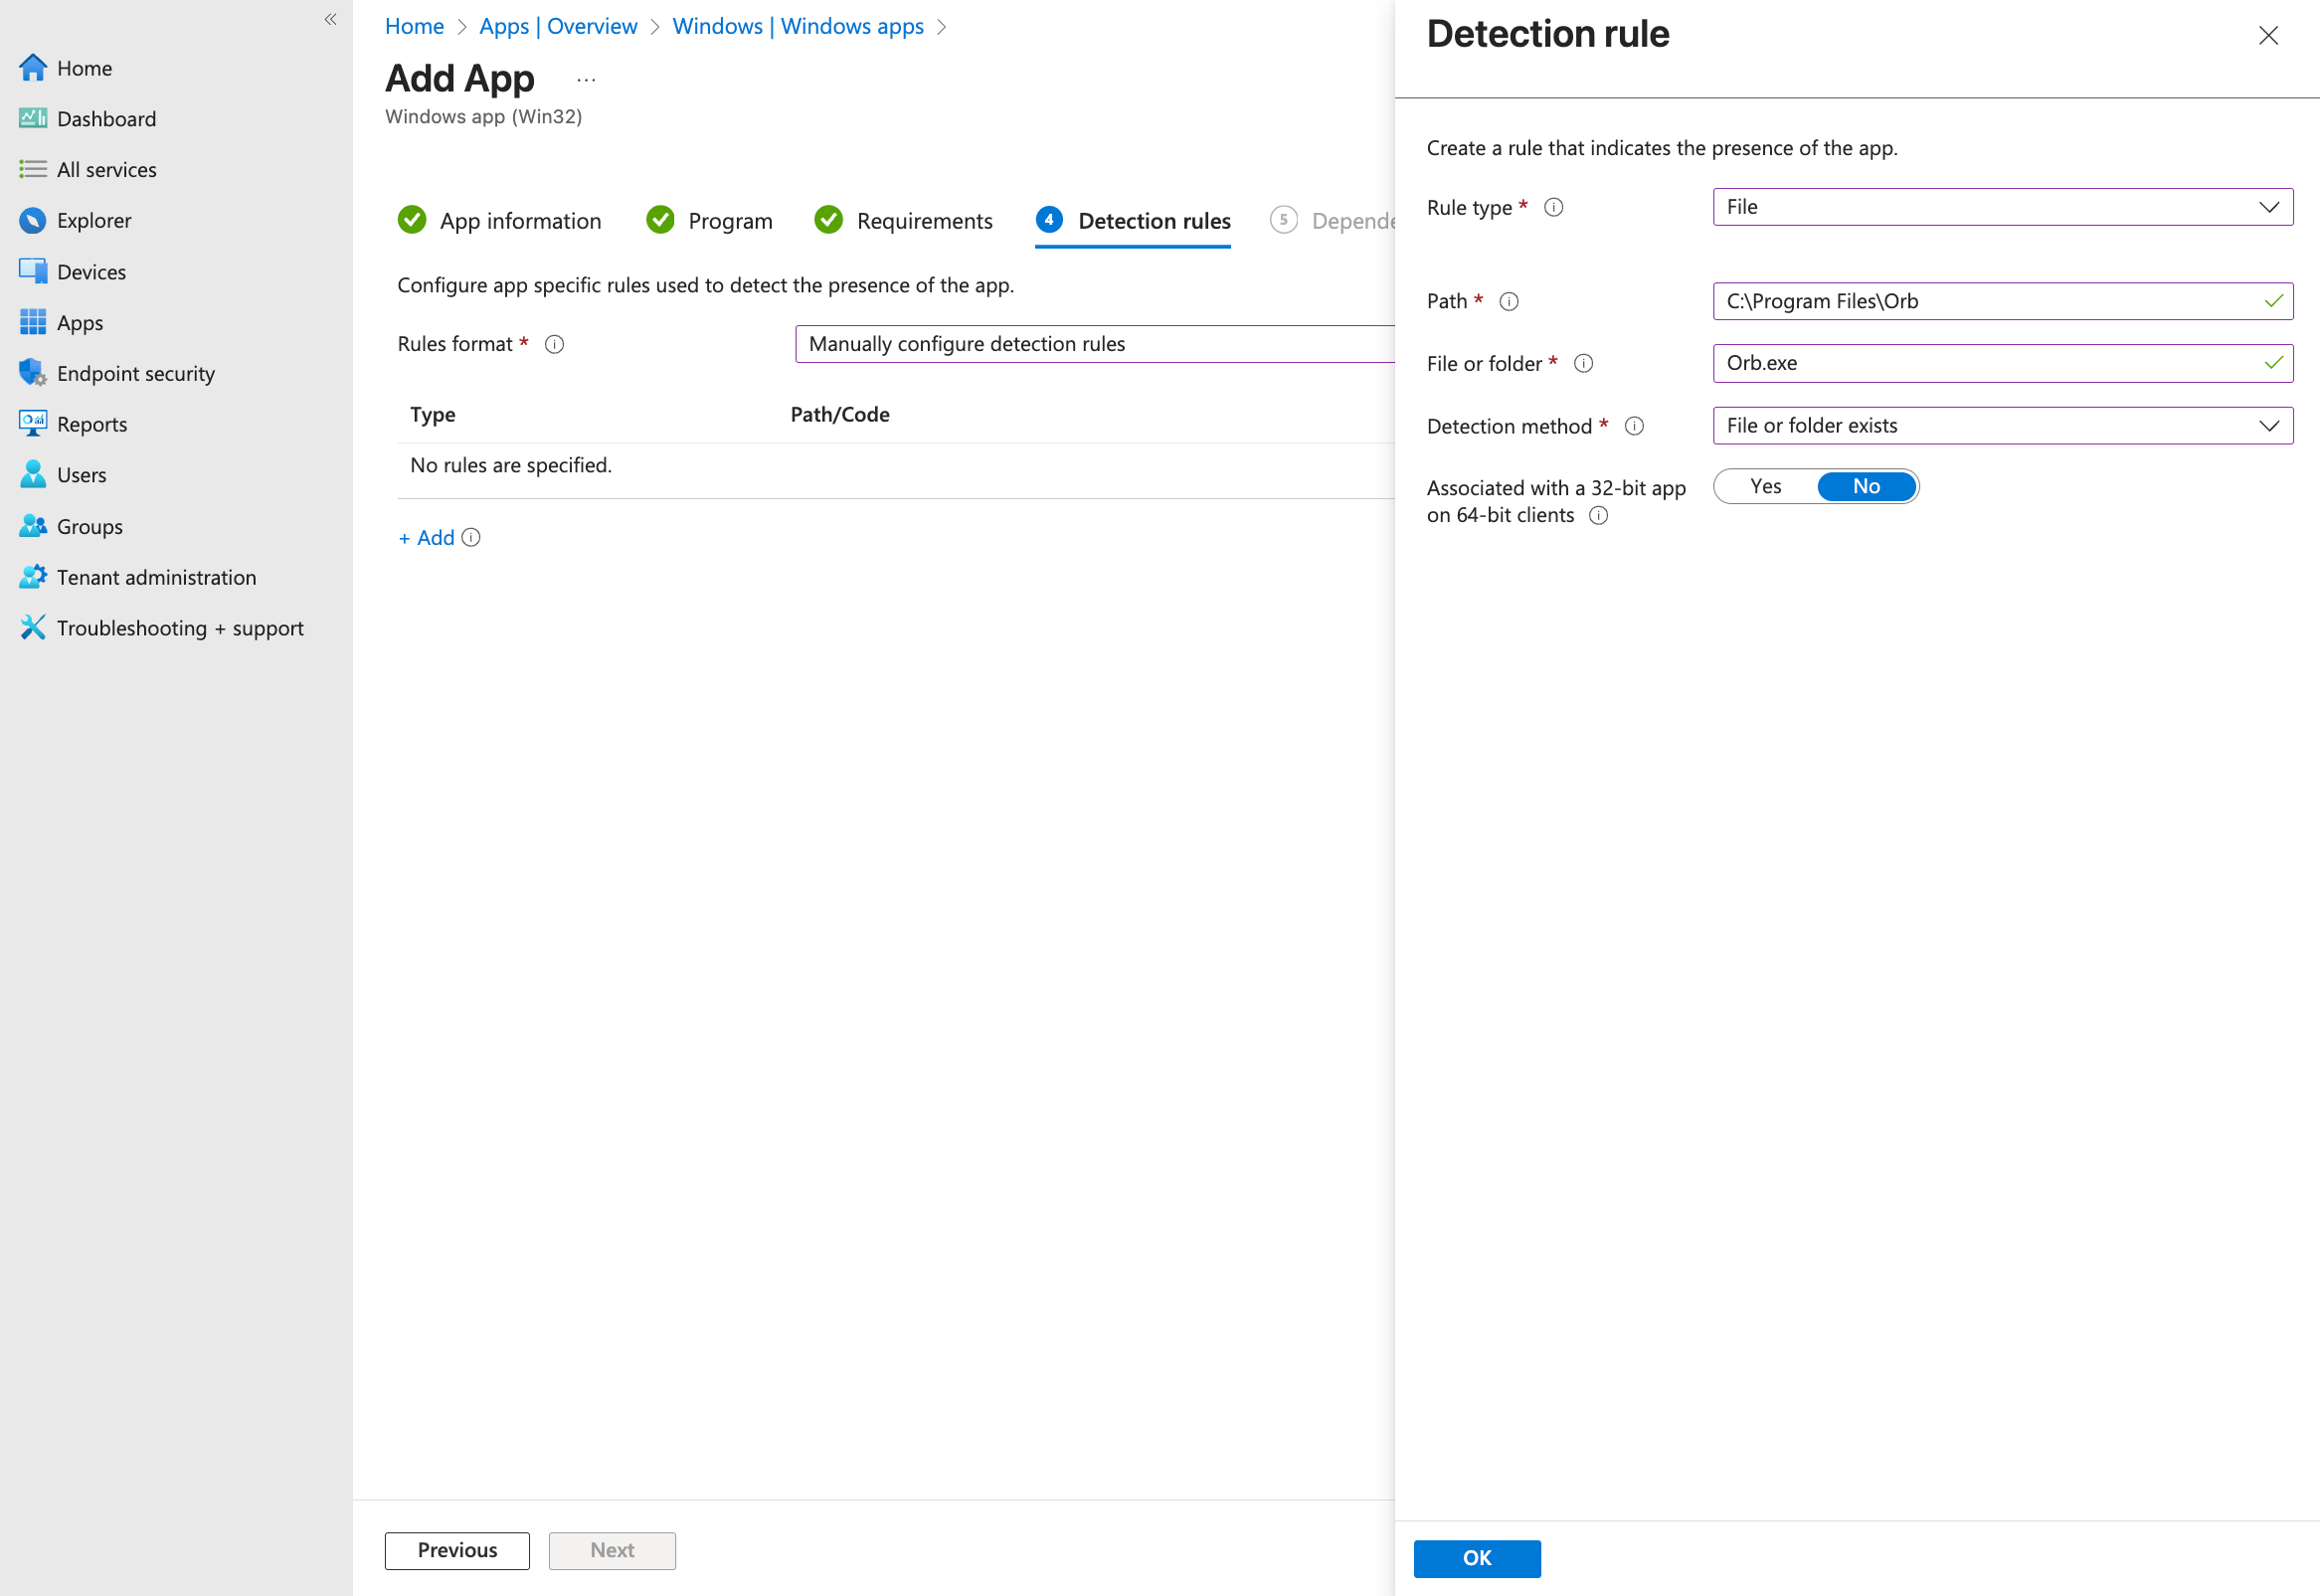 Home
Dashboard
All services
Explorer
Devices
Apps
Endpoint security
Reports
Users
Groups
Tenant administration
Troubleshooting + support
Home > Apps | Overview > Windows | Windows apps >
Add App ...
Windows app (Win32)
App information
Program
Requirements
4 Detection rules
5 Depende
Configure app specific rules used to detect the presence of the app.
Rules format * Manually configure detection rules
Type Path/Code
No rules are specified.
+ Add
Previous Next
Detection rule
Create a rule that indicates the presence of the app.
Rule type * File
Path * C:\Program Files\Orb
File or folder * Orb.exe
Detection method * File or folder exists
Associated with a 32-bit app Yes No
on 64-bit clients
OK